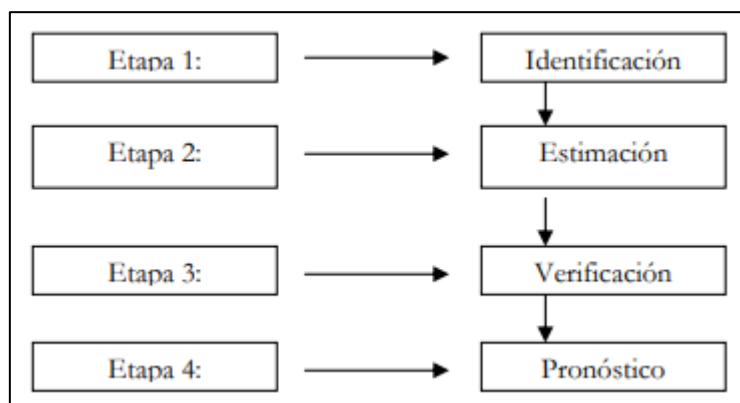 Etapa 1:
Identificación
Etapa 2:
Estimación
Etapa 3:
Verificación
Etapa 4:
Pronóstico